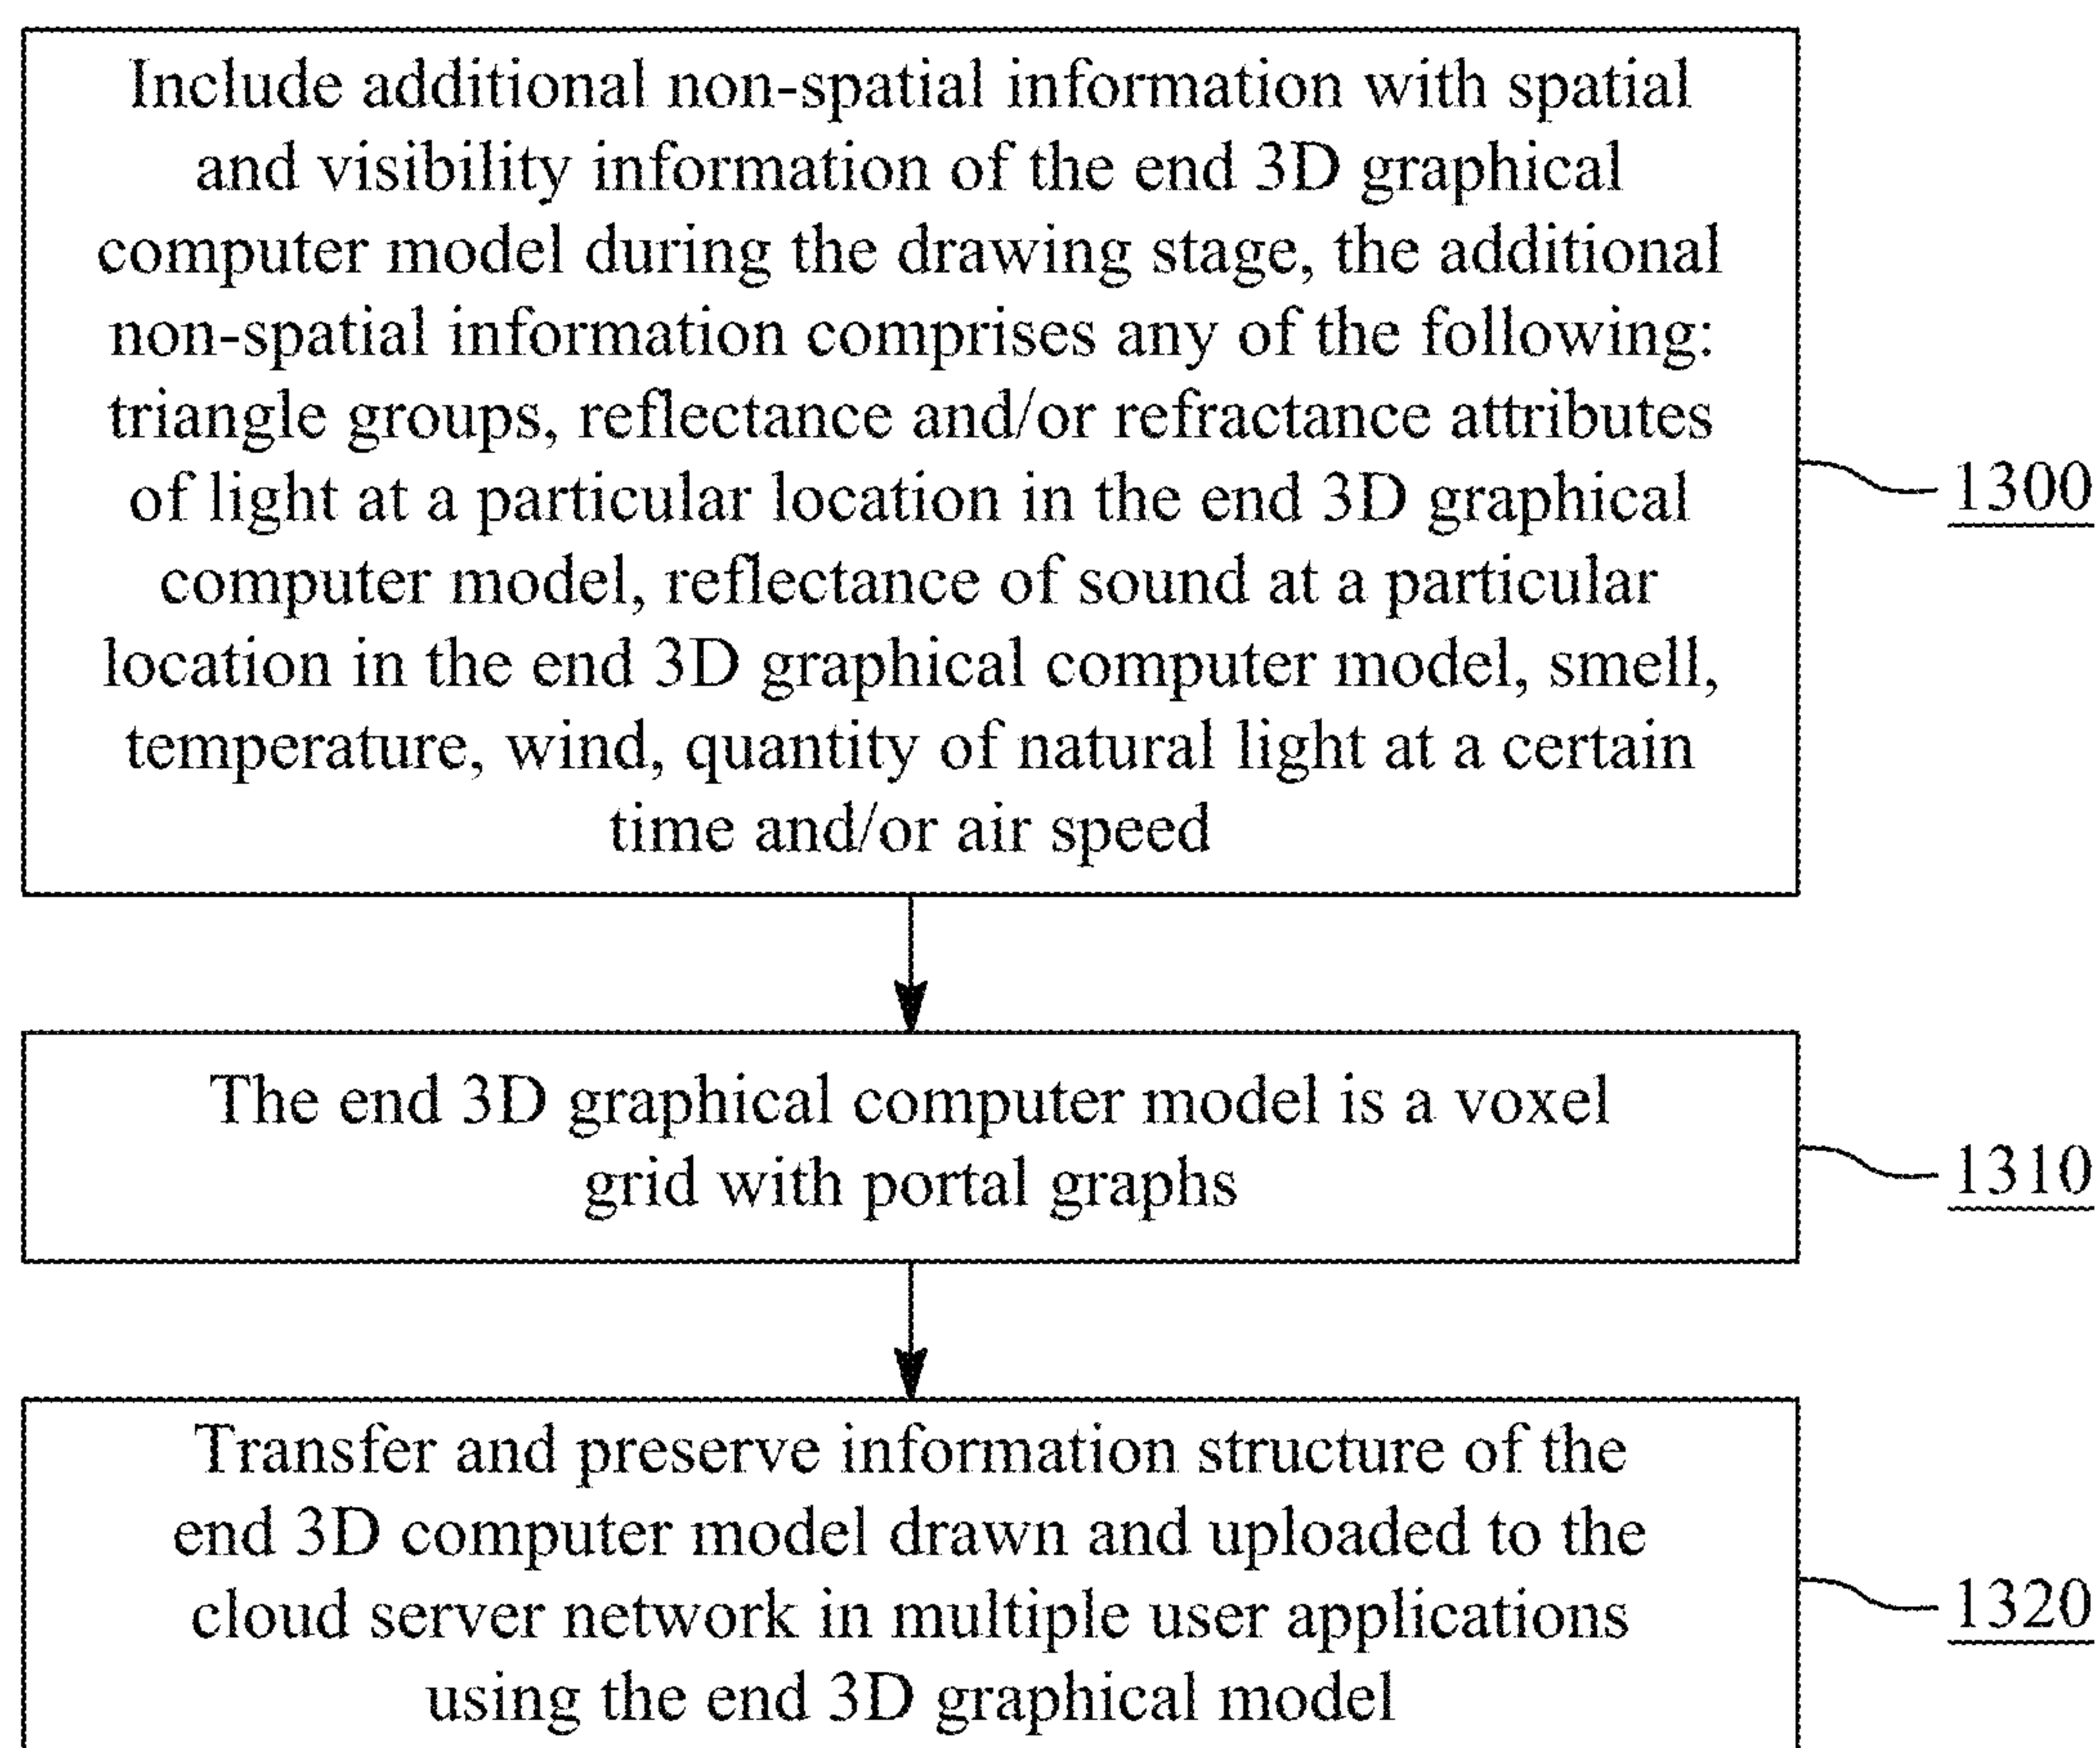 Include additional non-spatial information with spatial
and visibility information of the end 3D graphical
computer model during the drawing stage, the additional
non-spatial information comprises any of the following:
triangle groups, reflectance and/or refractance attributes
of light at a particular location in the end 3D graphical
computer model, reflectance of sound at a particular
location in the end 3D graphical computer model, smell,
temperature, wind, quantity of natural light at a certain
time and/or air speed
1300
The end 3D graphical computer model is a voxel
grid with portal graphs
1310
Transfer and preserve information structure of the
end 3D computer model drawn and uploaded to the
cloud server network in multiple user applications
using the end 3D graphical model
1320